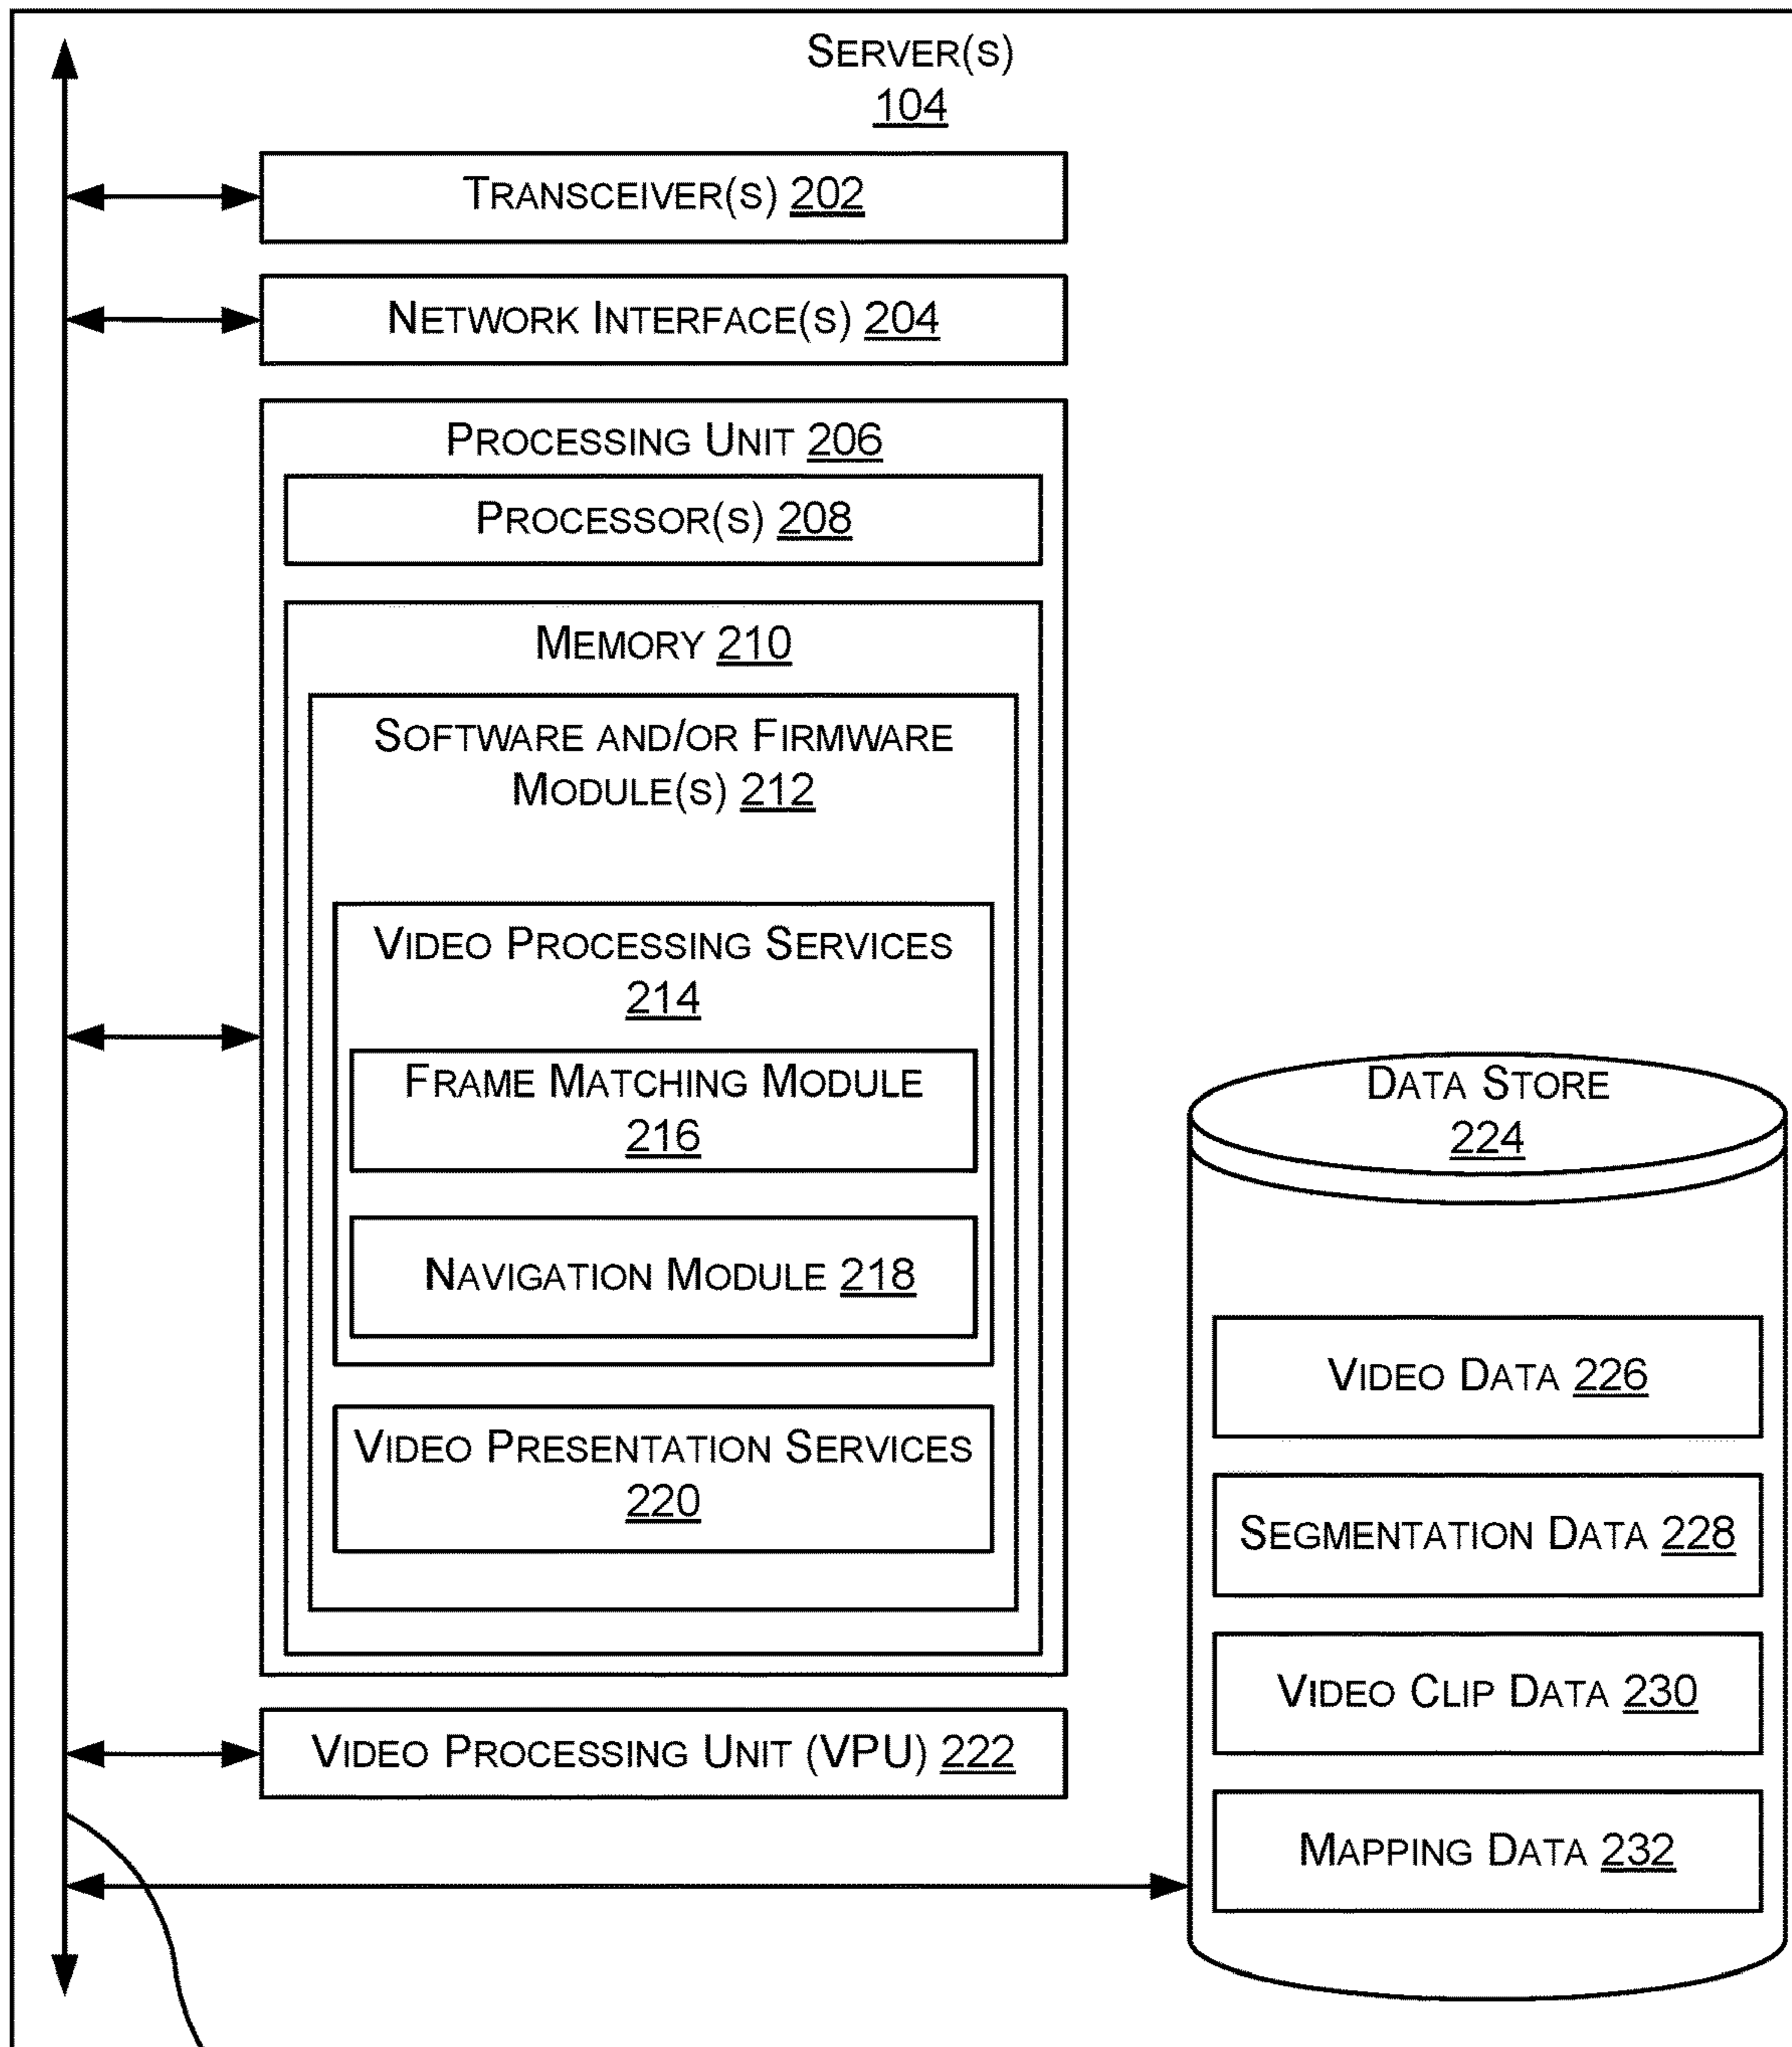 SERVER(S)
104
TRANSCEIVER(S) 202
NETWORK INTERFACE(S) 204
PROCESSING UNIT 206
PROCESSOR(S) 208
MEMORY 210
SOFTWARE AND/OR FIRMWARE
MODULE(S) 212
VIDEO PROCESSING SERVICES
214
FRAME MATCHING MODULE
216
NAVIGATION MODULE 218
VIDEO PRESENTATION SERVICES
220
VIDEO PROCESSING UNIT (VPU) 222
DATA STORE
224
VIDEO DATA 226
SEGMENTATION DATA 228
VIDEO CLIP DATA 230
MAPPING DATA 232